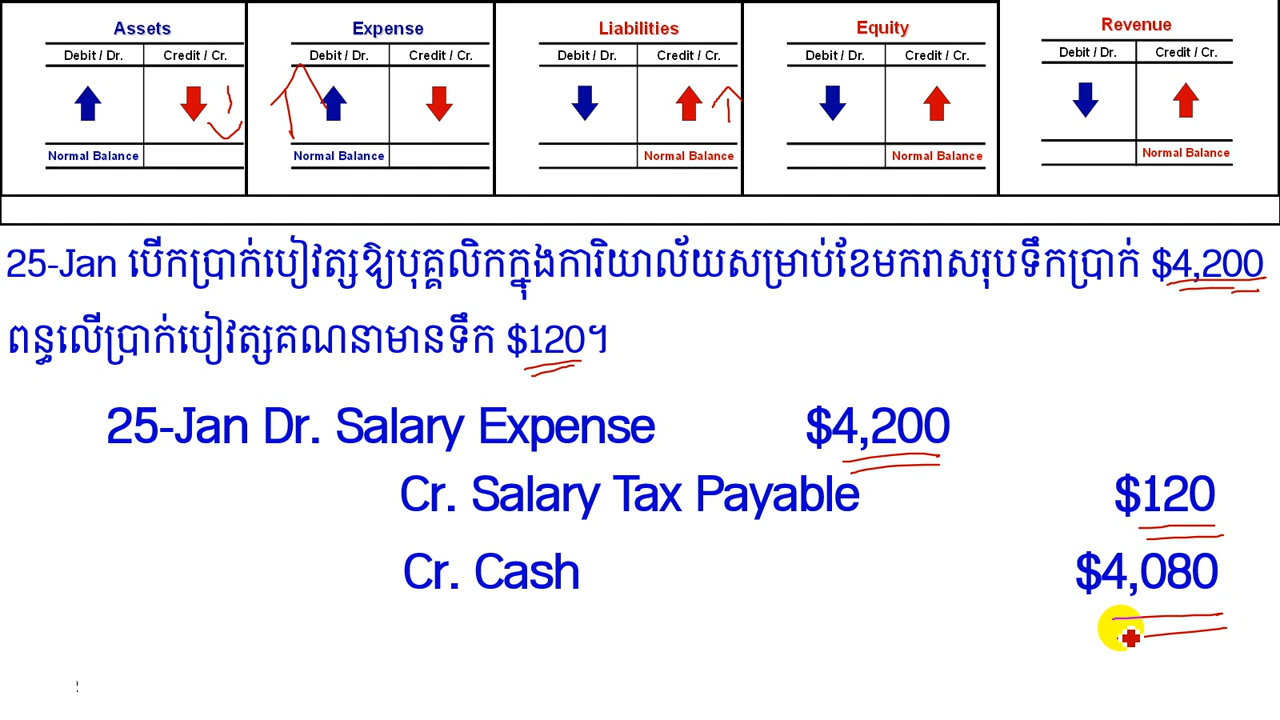 Assets Expense Liabilities Equity Revenue
Debit / Dr. Credit / Cr. Debit / Dr. Credit / Cr. Debit / Dr. Credit / Cr. Debit / Dr. Credit / Cr. Debit / Dr. Credit / Cr.
Normal Balance Normal Balance Normal Balance Normal Balance Normal Balance
25-Jan បើកប្រាក់បៀវត្សឱ្យបុគ្គលិកក្នុងការិយាល័យសម្រាប់ខែមករាសរុបទឹកប្រាក់ $4,200
ពន្ធលើប្រាក់បៀវត្សគណនាមានទឹក $120។
25-Jan Dr. Salary Expense $4,200
Cr. Salary Tax Payable $120
Cr. Cash $4,080